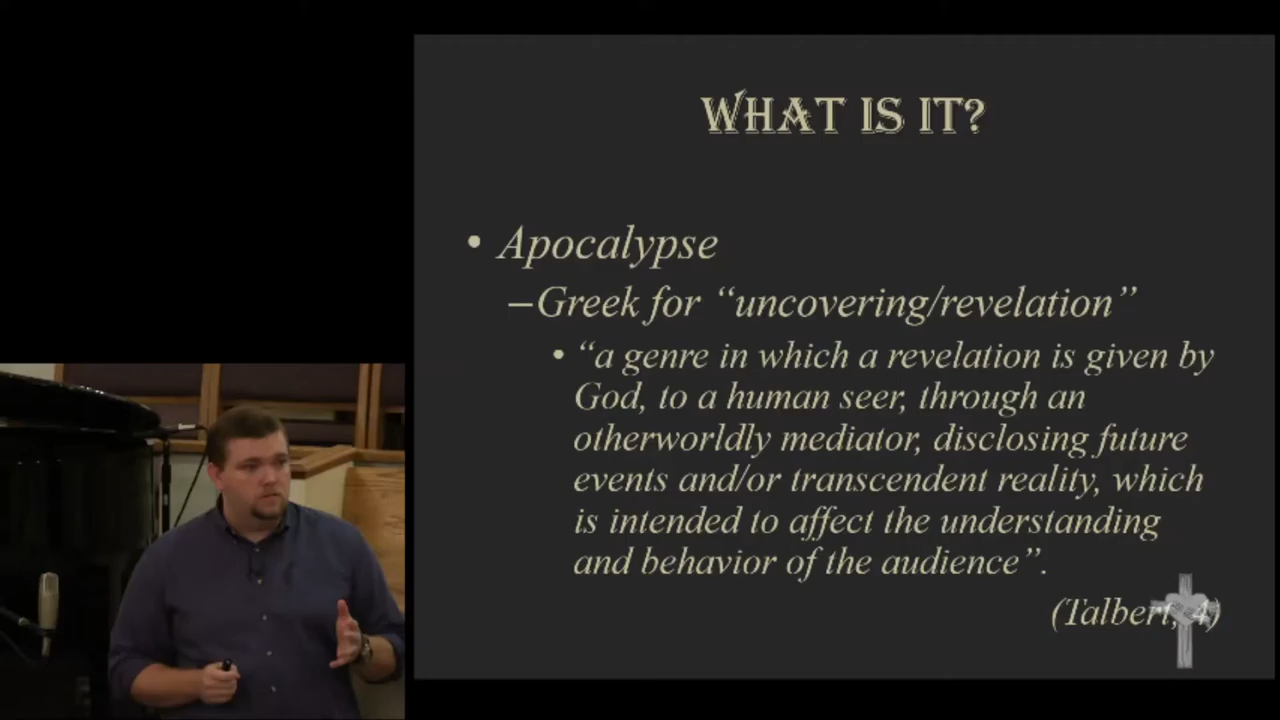 WHAT IS IT?
• Apocalypse
–Greek for “uncovering/revelation”
• “a genre in which a revelation is given by
God, to a human seer, through an
otherworldly mediator, disclosing future
events and/or transcendent reality, which
is intended to affect the understanding
and behavior of the audience”.
(Talbert, 4)